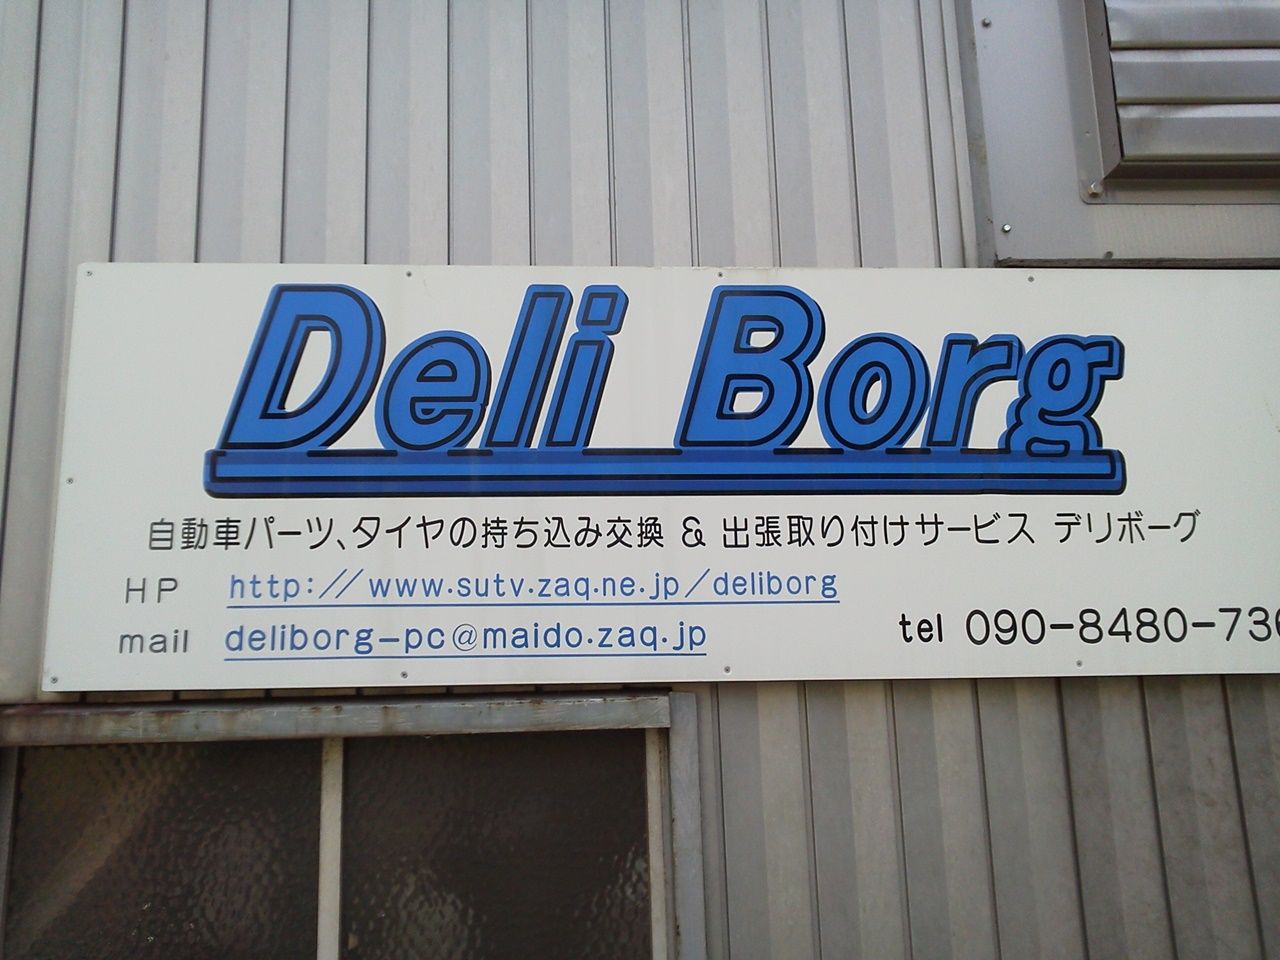 Deli Borg
自動車パーツ、タイヤの持ち込み交換 & 出張取り付けサービス デリボーグ
HP http://www.sutv.zaq.ne.jp/deliborg
mail deliborg-pc@maido.zaq.jp
tel 090-8480-736